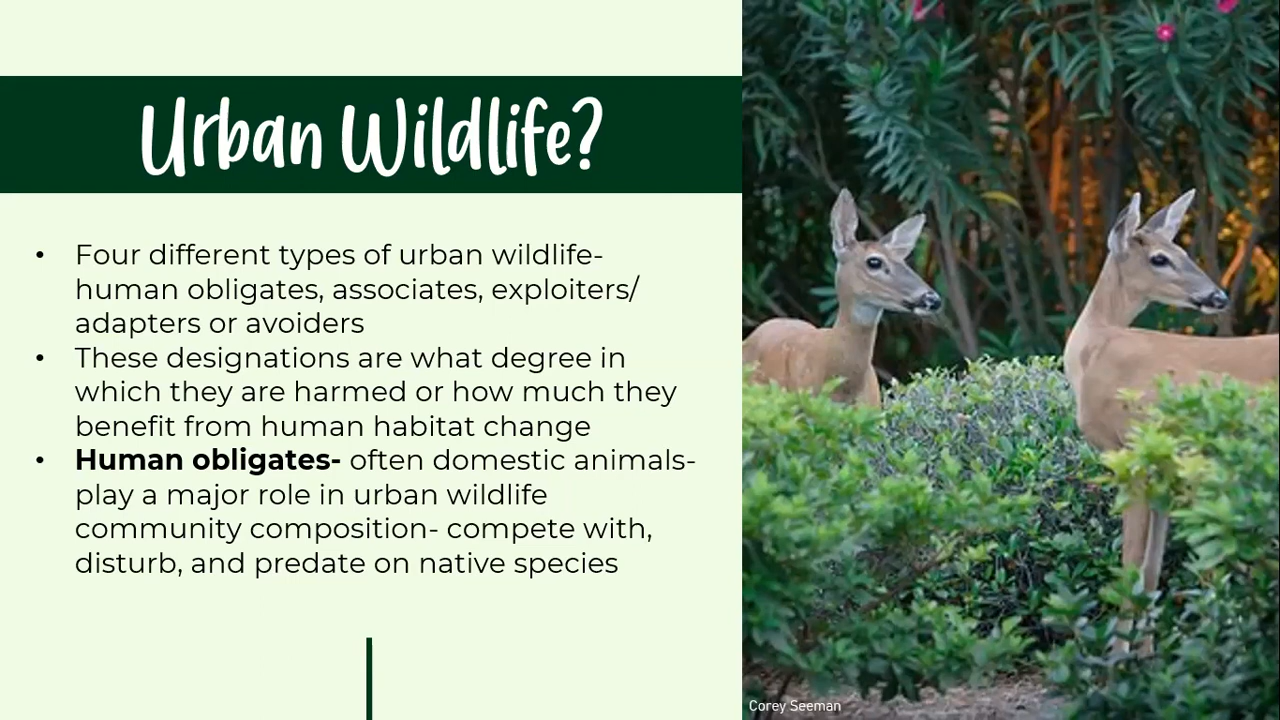 Urban Wildlife?
• Four different types of urban wildlife-
human obligates, associates, exploiters/
adapters or avoiders
• These designations are what degree in
which they are harmed or how much they
benefit from human habitat change
• Human obligates- often domestic animals-
play a major role in urban wildlife
community composition- compete with,
disturb, and predate on native species
Corey Seeman